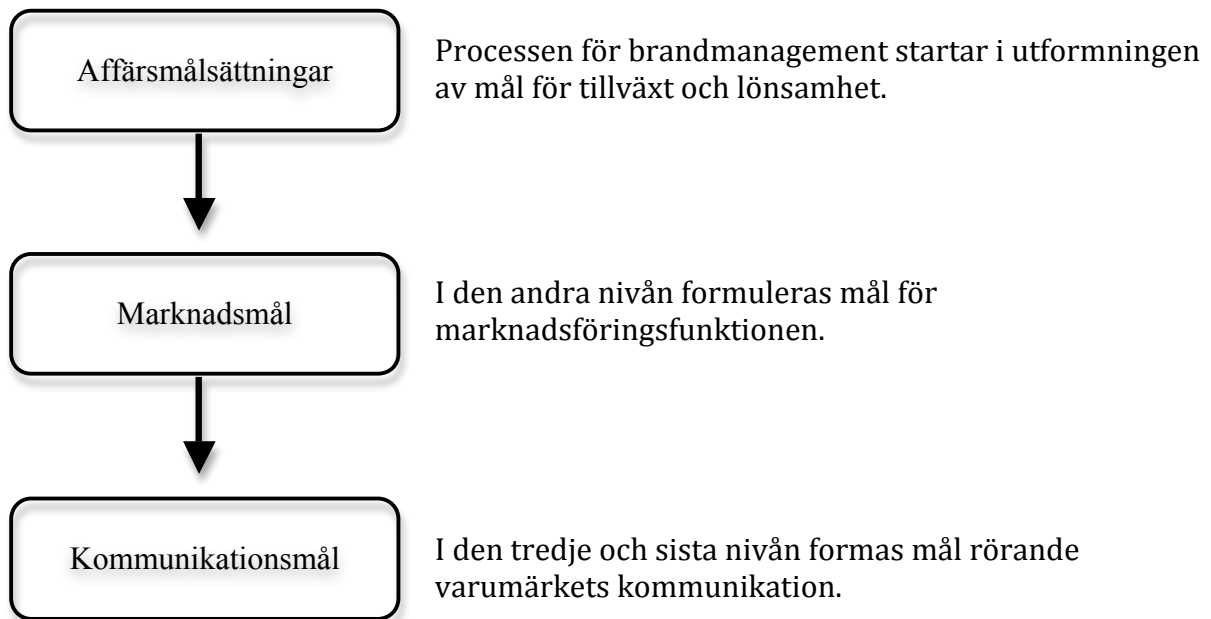 Affärsmålsättningar
Processen för brandmanagement startar i utformningen
av mål för tillväxt och lönsamhet.
Marknadsmål
I den andra nivån formuleras mål för
marknadsföringsfunktionen.
Kommunikationsmål
I den tredje och sista nivån formas mål rörande
varumärkets kommunikation.